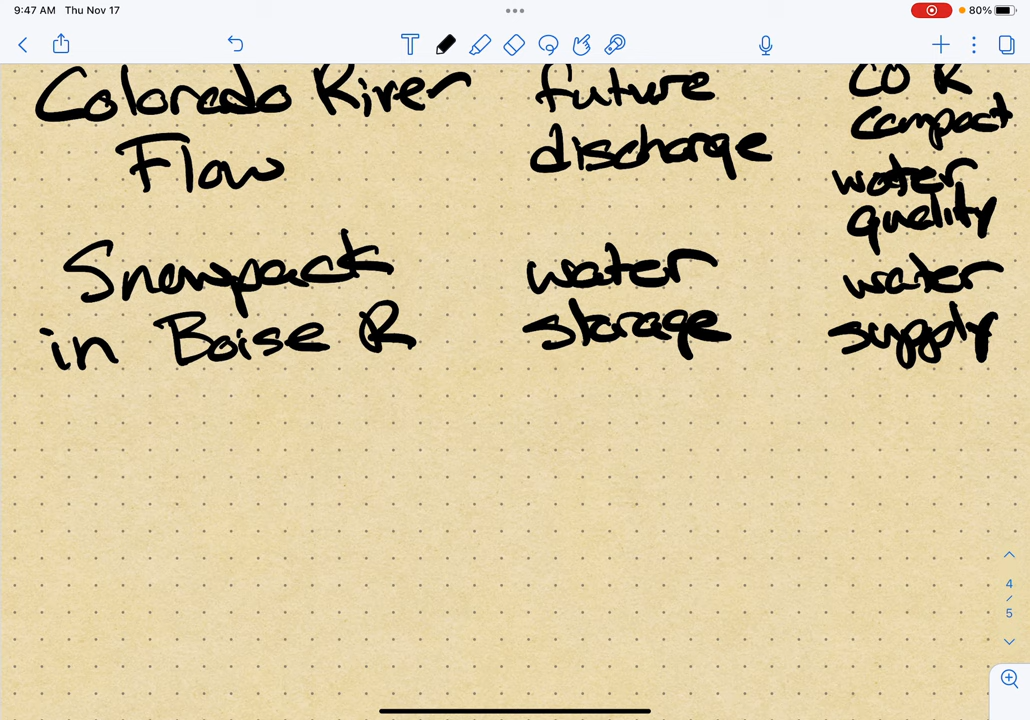 9:47 AM Thu Nov 17
80%
T
Colorado River
Flow
future
discharge
CO R
compact
water
quality
Snowpack
in Boise R
water
storage
water
supply
4
/
5